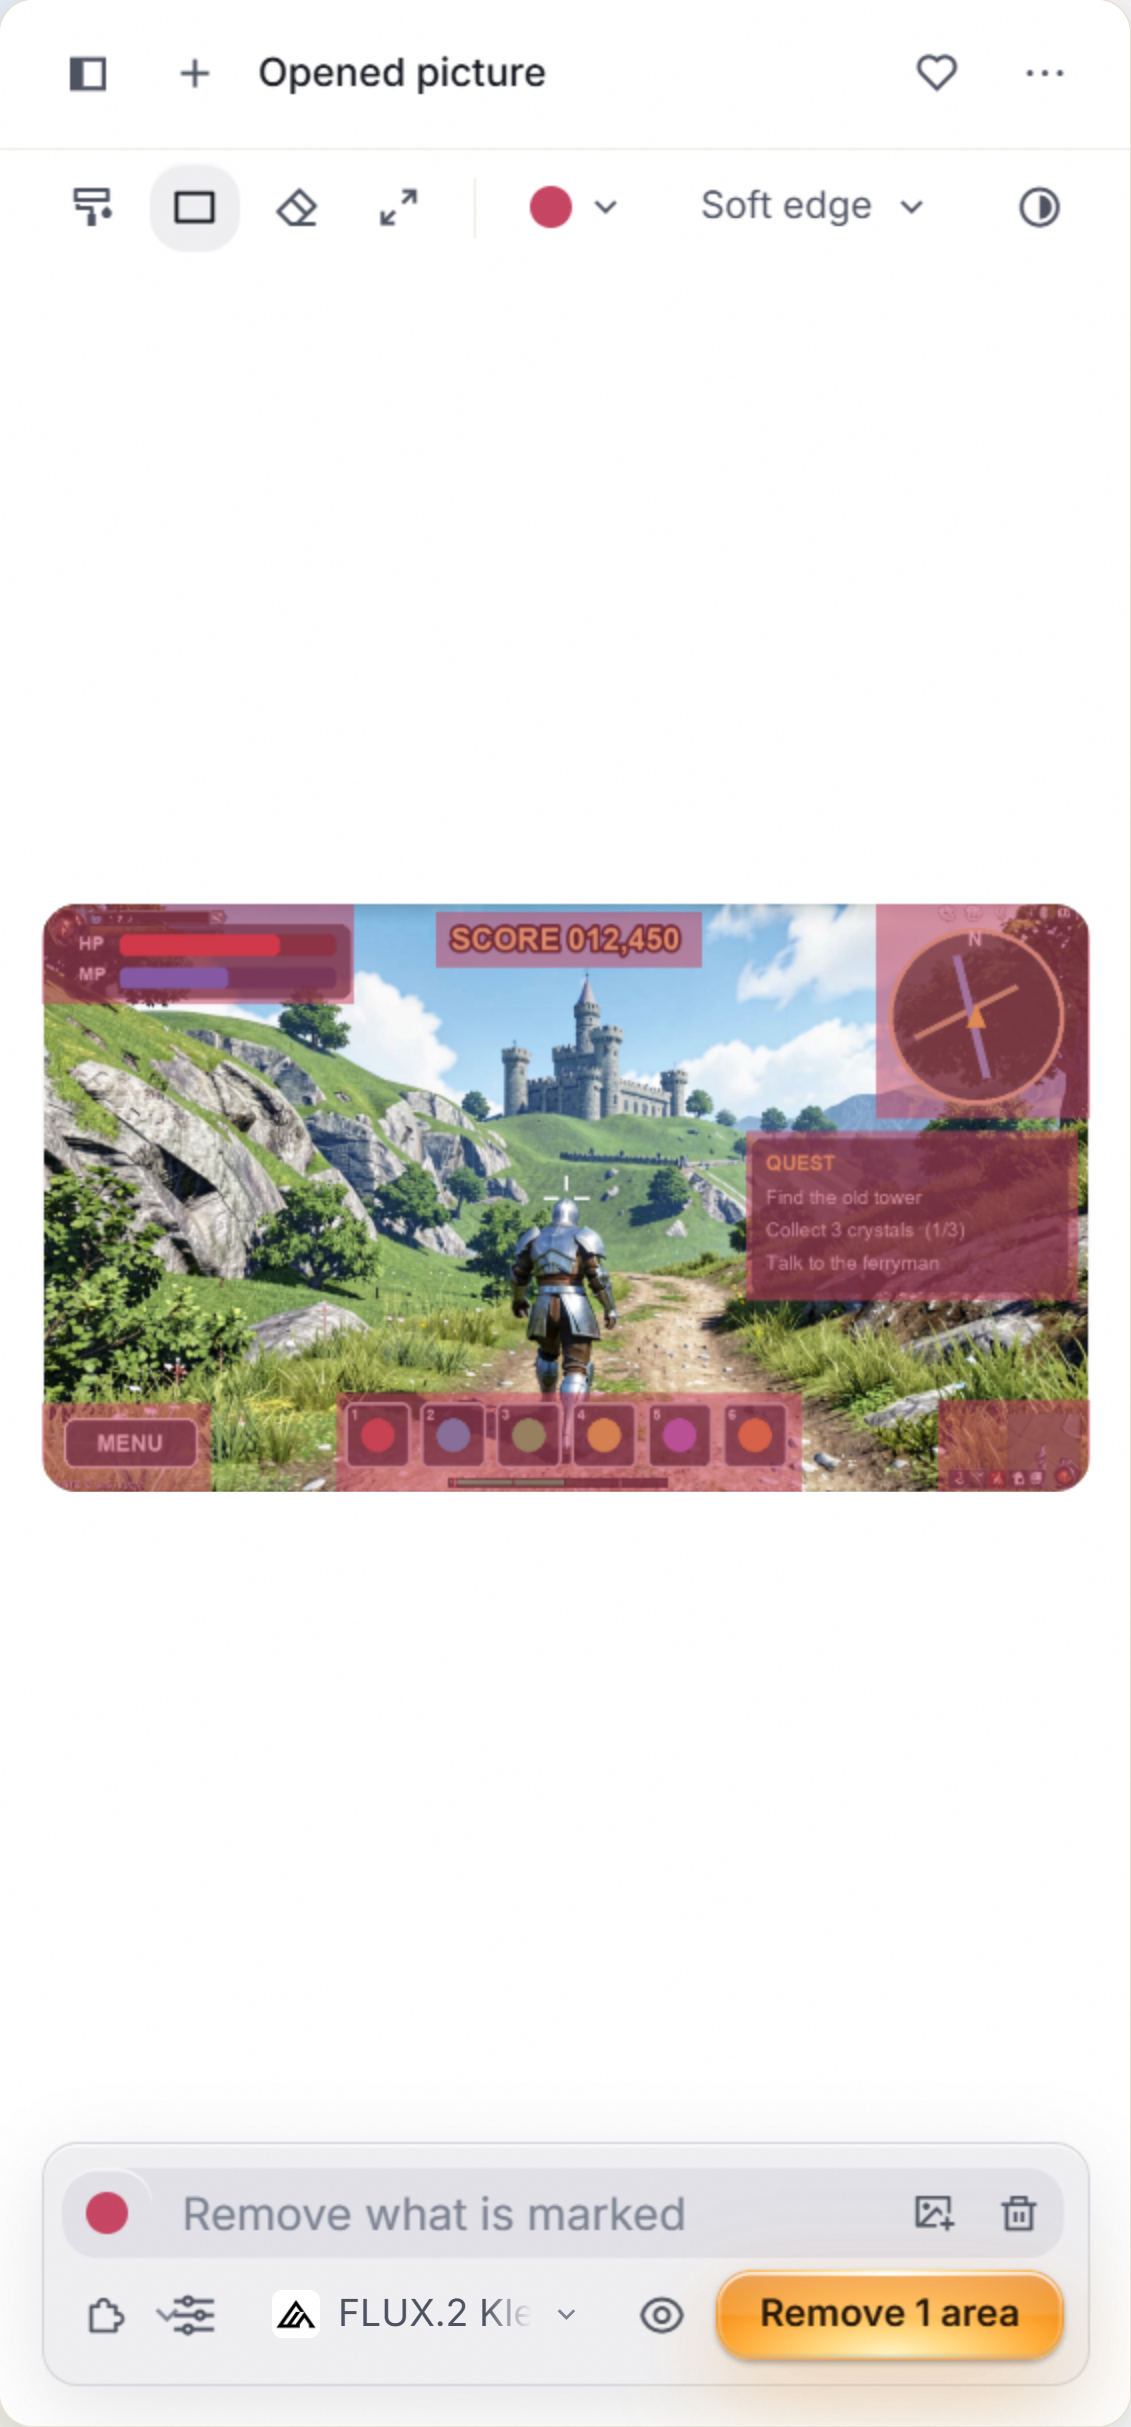 Opened picture
Soft edge
HP
MP
SCORE 012,450
N
QUEST
Find the old tower
Collect 3 crystals (1/3)
Talk to the ferryman
MENU
1 2 3 4 5 6
Remove what is marked
FLUX.2 Kle
Remove 1 area